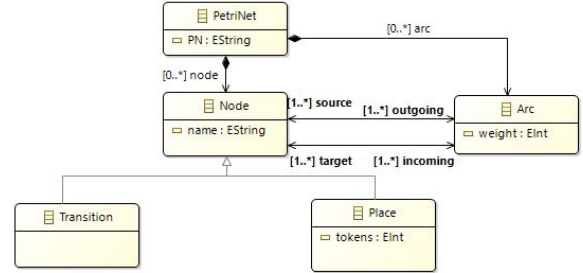 PetriNet
PN : EString
[0..*] arc
[0..*] node
Node
name : EString
[1..*] source
[1..*] outgoing
Arc
weight : EInt
[1..*] target
[1..*] incoming
Transition
Place
tokens : EInt